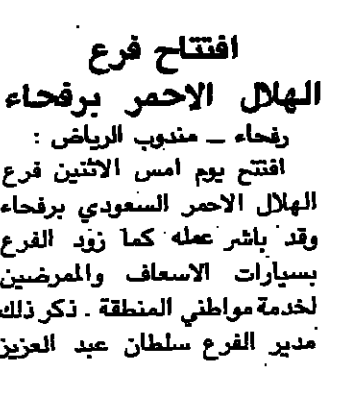 افتتاح فرع
الهلال الاحمر برفحاء
رفحاء ــ مندوب الرياض :
افتتح يوم امس الاثنين فرع
الهلال الاحمر السعودي برفحاء
وقد باشر عمله كما زود الفرع
بسيارات الاسعاف والممرضين
لخدمة مواطني المنطقة . ذكر ذلك
مدير الفرع سلطان عبد العزيز